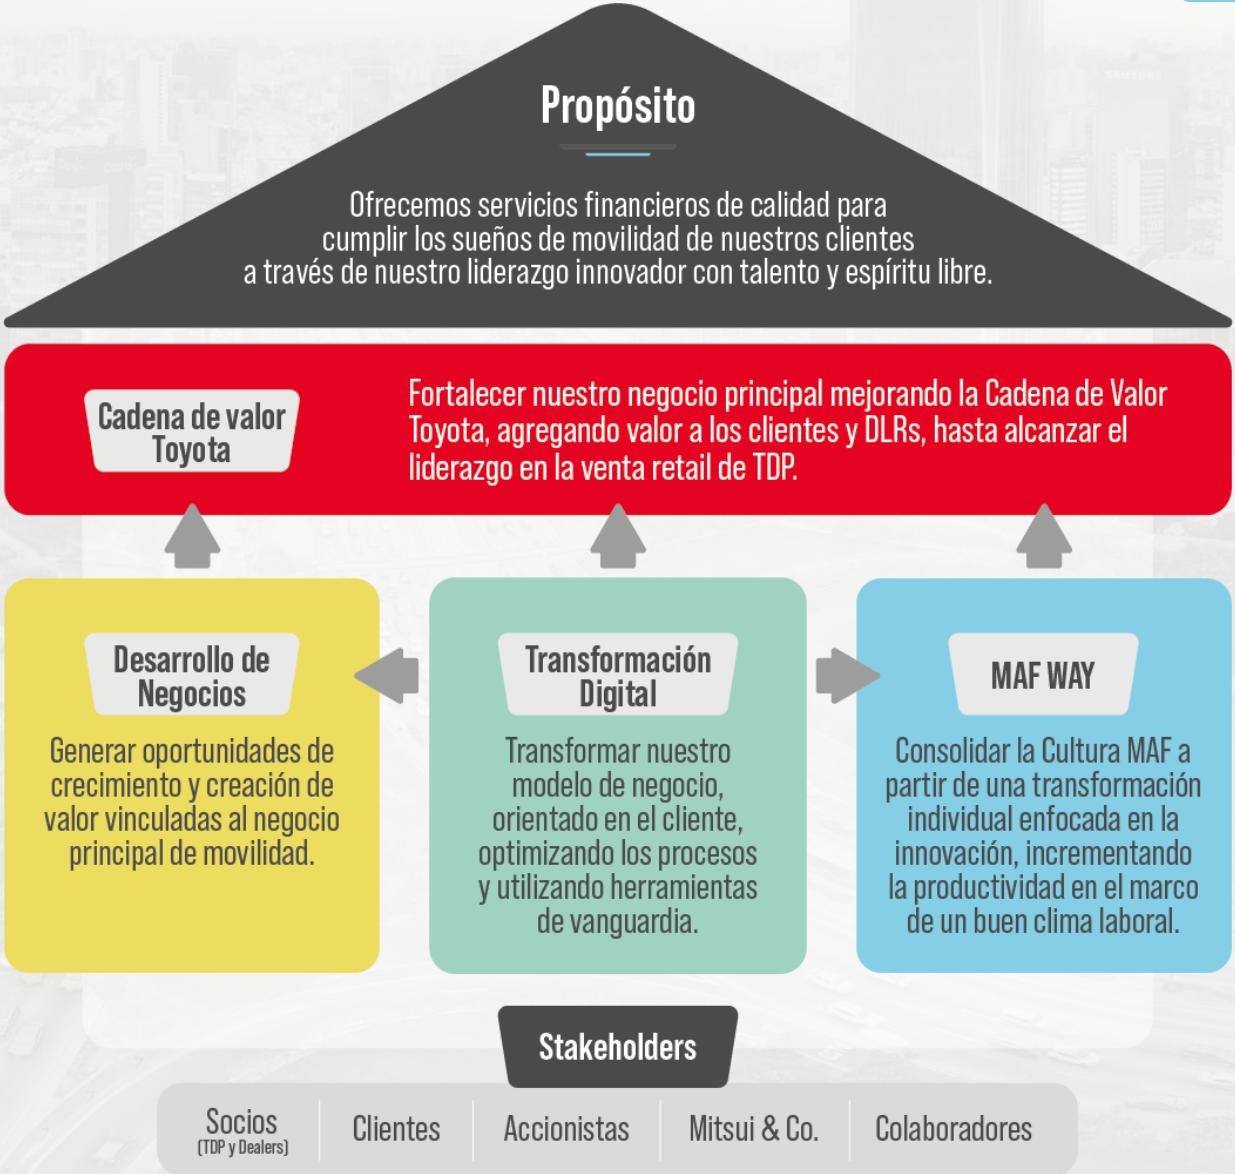 Propósito
Ofrecemos servicios financieros de calidad para
cumplir los sueños de movilidad de nuestros clientes
a través de nuestro liderazgo innovador con talento y espíritu libre.
Cadena de valor
Toyota
Fortalecer nuestro negocio principal mejorando la Cadena de Valor
Toyota, agregando valor a los clientes y DLRs, hasta alcanzar el
liderazgo en la venta retail de TDP.
Desarrollo de
Negocios
Generar oportunidades de
crecimiento y creación de
valor vinculadas al negocio
principal de movilidad.
Transformación
Digital
Transformar nuestro
modelo de negocio,
orientado en el cliente,
optimizando los procesos
y utilizando herramientas
de vanguardia.
MAF WAY
Consolidar la Cultura MAF a
partir de una transformación
individual enfocada en la
innovación, incrementando
la productividad en el marco
de un buen clima laboral.
Stakeholders
Socios
(TDP y Dealers)
Clientes
Accionistas
Mitsui & Co.
Colaboradores
SAMSUNG